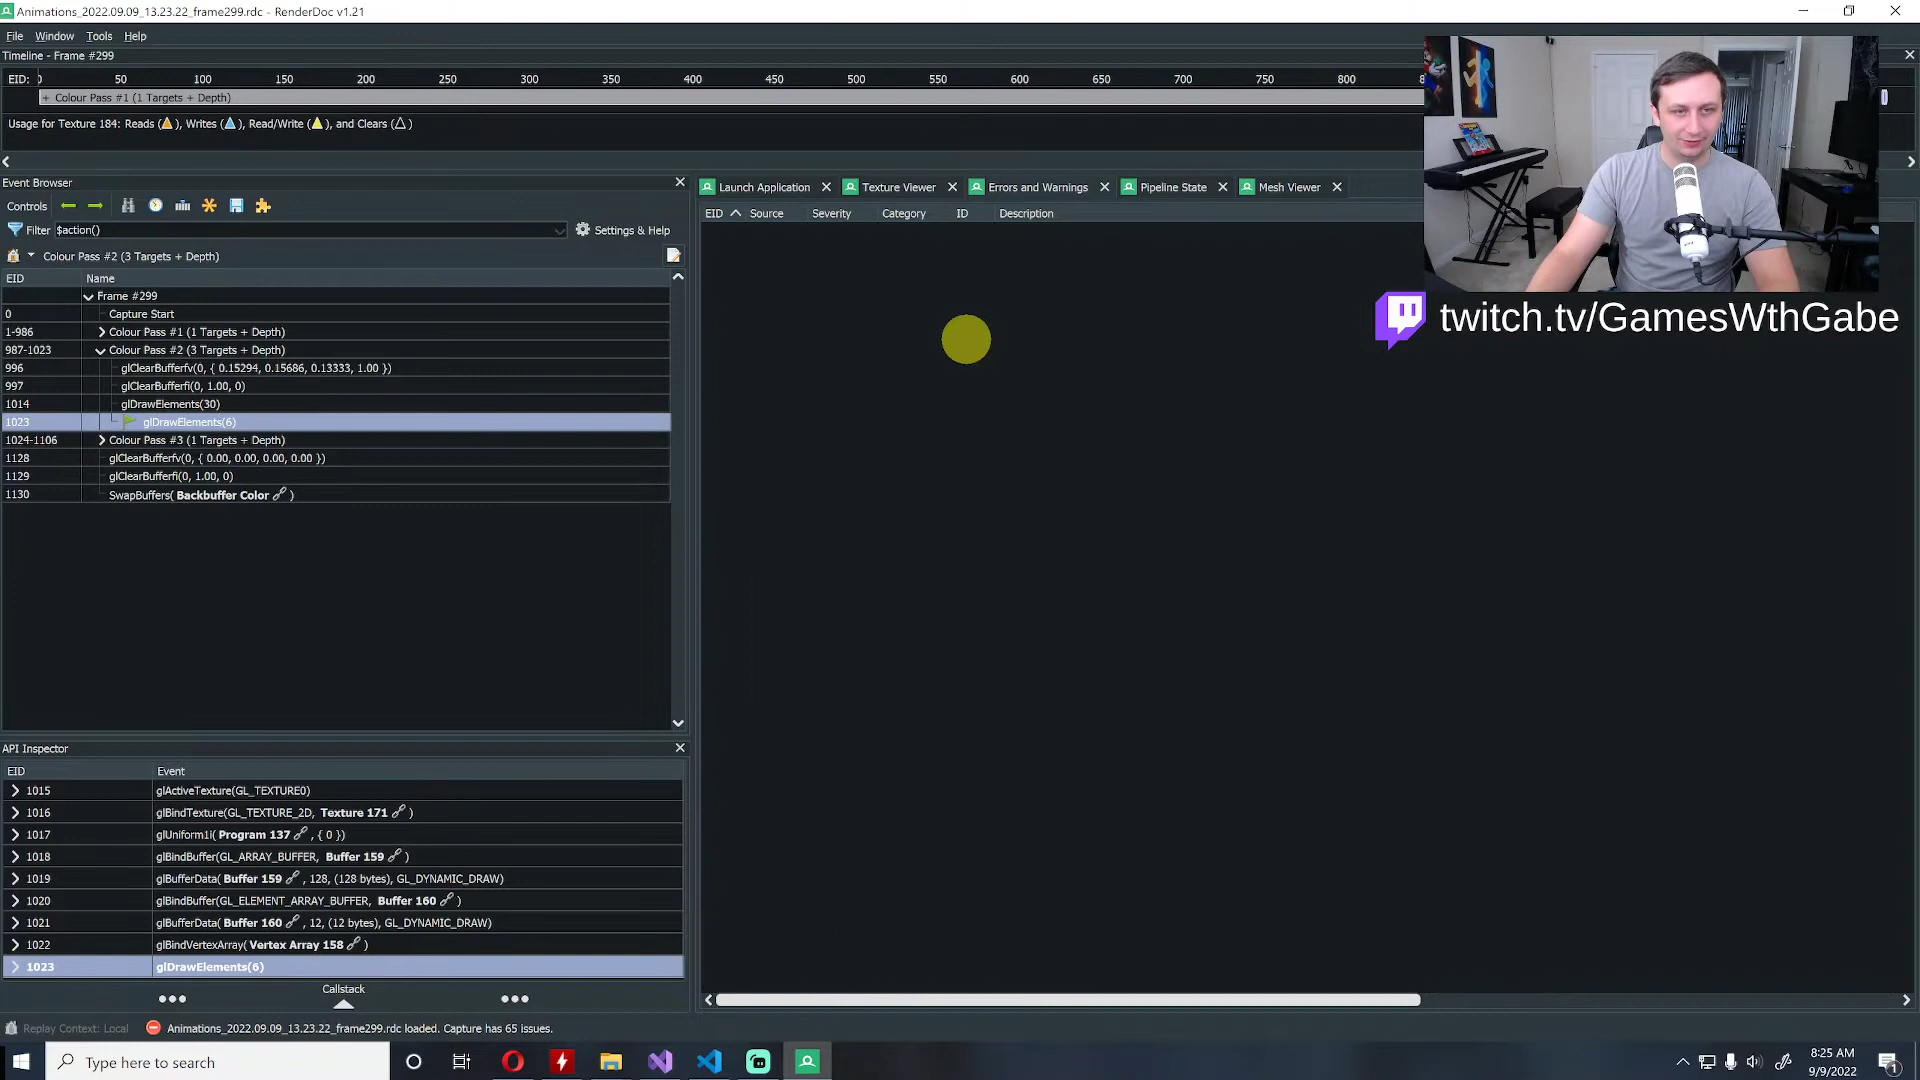 Animations_2022.09.09_13.23.22_frame299.rdc - RenderDoc v1.21
File Window Tools Help
Timeline - Frame #299
EID: 0 50 100 150 200 250 300 350 400 450 500 550 600 650 700 750 800
+ Colour Pass #1 (1 Targets + Depth)
Usage for Texture 184: Reads (), Writes (), Read/Write (), and Clears ()
Event Browser
Controls
Filter $action() Settings & Help
Colour Pass #2 (3 Targets + Depth)
EID Name
Frame #299
0 Capture Start
1-986 Colour Pass #1 (1 Targets + Depth)
987-1023 Colour Pass #2 (3 Targets + Depth)
996 glClearBufferfv(0, { 0.15294, 0.15686, 0.13333, 1.00 })
997 glClearBufferfi(0, 1.00, 0)
1014 glDrawElements(30)
1023 glDrawElements(6)
1024-1106 Colour Pass #3 (1 Targets + Depth)
1128 glClearBufferfv(0, { 0.00, 0.00, 0.00, 0.00 })
1129 glClearBufferfi(0, 1.00, 0)
1130 SwapBuffers( Backbuffer Color )
Launch Application Texture Viewer Errors and Warnings Pipeline State Mesh Viewer
EID Source Severity Category ID Description
twitch.tv/GamesWthGabe
API Inspector
EID Event
1015 glActiveTexture(GL_TEXTURE0)
1016 glBindTexture(GL_TEXTURE_2D, Texture 171 )
1017 glUniform1i( Program 137 , { 0 })
1018 glBindBuffer(GL_ARRAY_BUFFER, Buffer 159 )
1019 glBufferData( Buffer 159 , 128, (128 bytes), GL_DYNAMIC_DRAW)
1020 glBindBuffer(GL_ELEMENT_ARRAY_BUFFER, Buffer 160 )
1021 glBufferData( Buffer 160 , 12, (12 bytes), GL_DYNAMIC_DRAW)
1022 glBindVertexArray( Vertex Array 158 )
1023 glDrawElements(6)
Callstack
Replay Context: Local Animations_2022.09.09_13.23.22_frame299.rdc loaded. Capture has 65 issues.
Type here to search
8:25 AM
9/9/2022
1